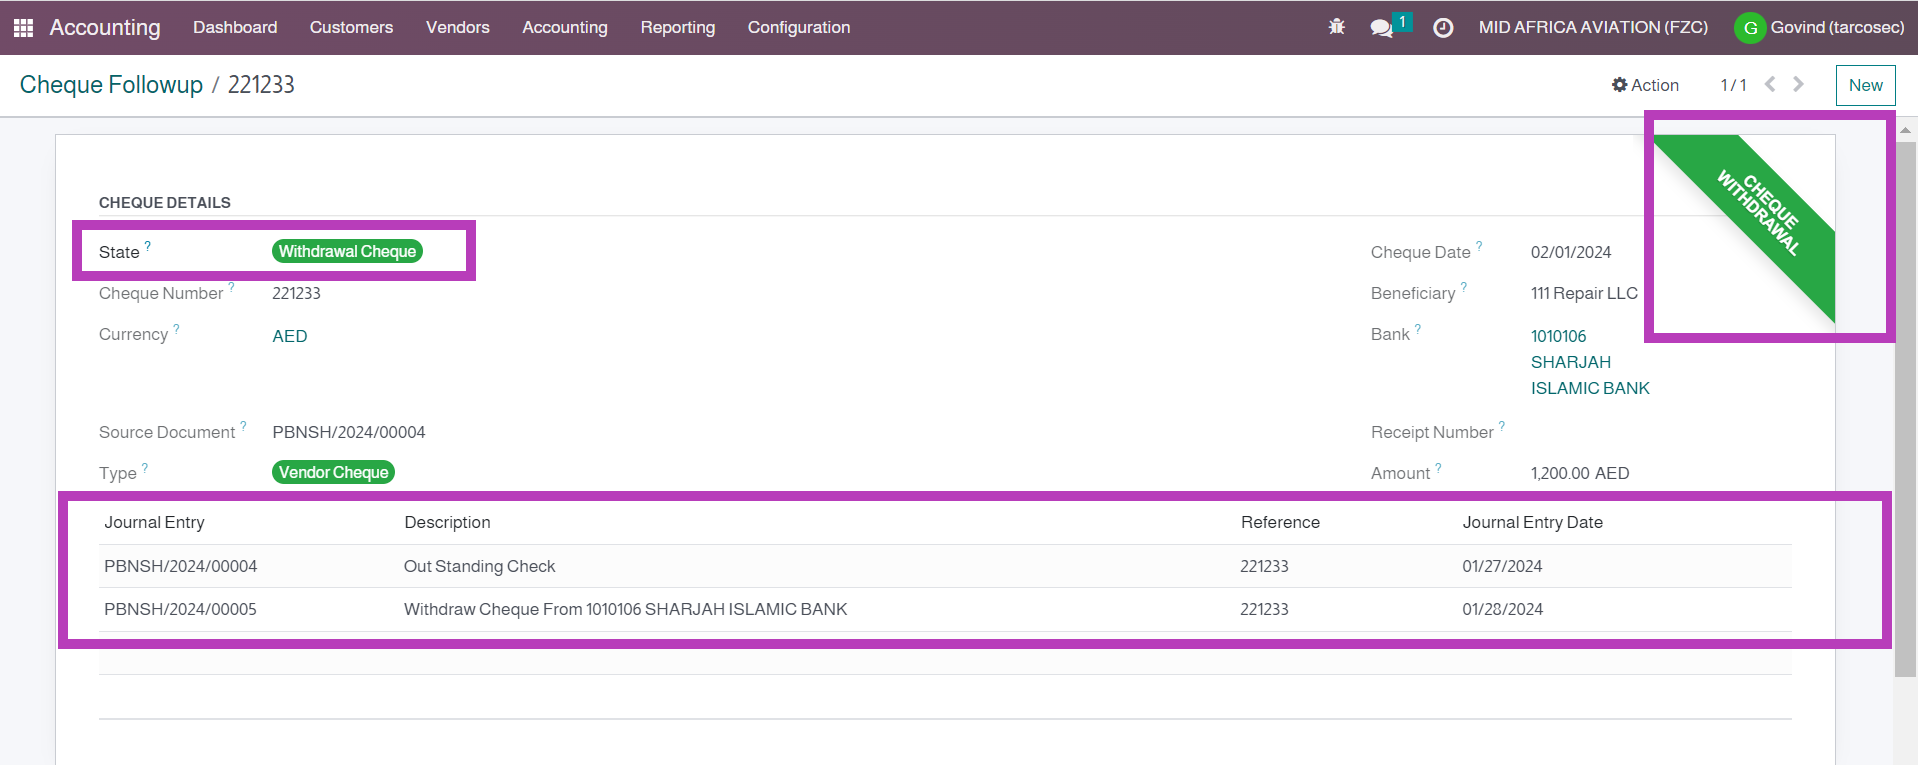 Accounting Dashboard Customers Vendors Accounting Reporting Configuration 1 MID AFRICA AVIATION (FZC) G Govind (tarcosec)
Cheque Followup / 221233 Action 1 / 1 New
CHEQUE
WITHDRAWAL
CHEQUE DETAILS
State ? Withdrawal Cheque Cheque Date ? 02/01/2024
Cheque Number ? 221233 Beneficiary ? 111 Repair LLC
Currency ? AED Bank ? 1010106
SHARJAH
ISLAMIC BANK
Source Document ? PBNSH/2024/00004 Receipt Number ?
Type ? Vendor Cheque Amount ? 1,200.00 AED
Journal Entry Description Reference Journal Entry Date
PBNSH/2024/00004 Out Standing Check 221233 01/27/2024
PBNSH/2024/00005 Withdraw Cheque From 1010106 SHARJAH ISLAMIC BANK 221233 01/28/2024